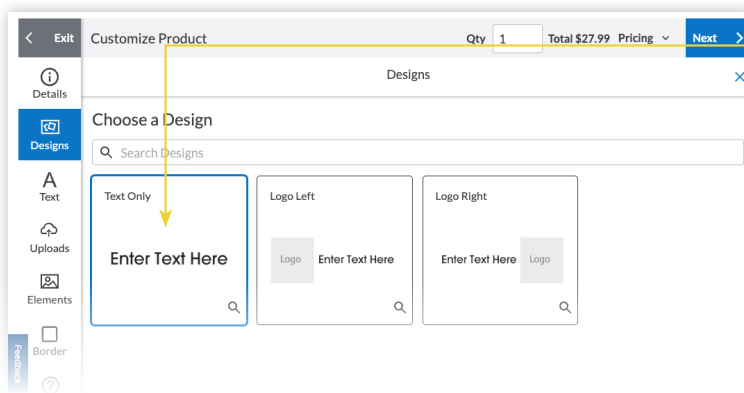 Exit
Customize Product
Qty 1 Total $27.99 Pricing
Next
Details
Designs
Text
Uploads
Elements
Border
Feedback
Designs
Choose a Design
Search Designs
Text Only
Enter Text Here
Logo Left
Logo Enter Text Here
Logo Right
Enter Text Here Logo